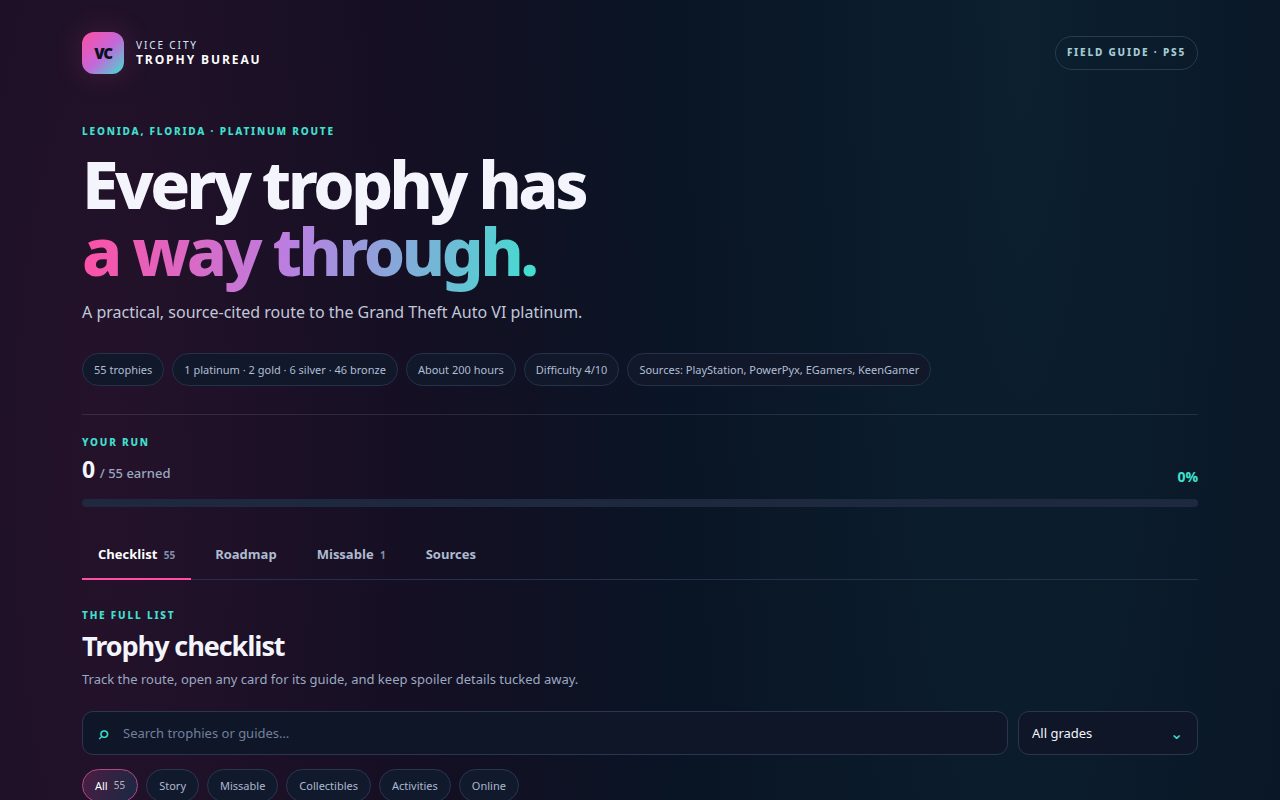 VC
VICE CITY
TROPHY BUREAU
FIELD GUIDE · PS5
LEONIDA, FLORIDA · PLATINUM ROUTE
Every trophy has
a way through.
A practical, source-cited route to the Grand Theft Auto VI platinum.
55 trophies
1 platinum · 2 gold · 6 silver · 46 bronze
About 200 hours
Difficulty 4/10
Sources: PlayStation, PowerPyx, EGamers, KeenGamer
YOUR RUN
0 / 55 earned
0%
Checklist 55
Roadmap
Missable 1
Sources
THE FULL LIST
Trophy checklist
Track the route, open any card for its guide, and keep spoiler details tucked away.
Search trophies or guides...
All grades
All 55
Story
Missable
Collectibles
Activities
Online